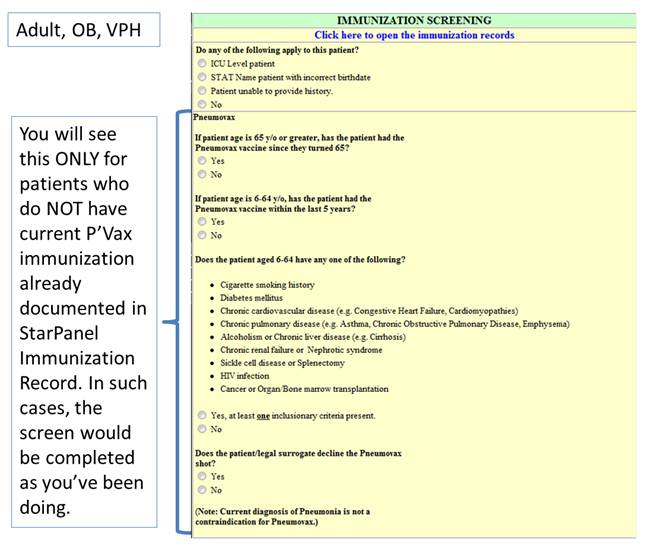 Adult, OB, VPH
You will see
this ONLY for
patients who
do NOT have
current P'Vax
immunization
already
documented in
StarPanel
Immunization
Record. In such
cases, the
screen would
be completed
as you've been
doing.
IMMUNIZATION SCREENING
Click here to open the immunization records
Do any of the following apply to this patient?
ICU Level patient
STAT Name patient with incorrect birthdate
Patient unable to provide history.
No
Pneumovax
If patient age is 65 y/o or greater, has the patient had the
Pneumovax vaccine since they turned 65?
Yes
No
If patient age is 6-64 y/o, has the patient had the
Pneumovax vaccine within the last 5 years?
Yes
No
Does the patient aged 6-64 have any one of the following?
• Cigarette smoking history
• Diabetes mellitus
• Chronic cardiovascular disease (e.g. Congestive Heart Failure, Cardiomyopathies)
• Chronic pulmonary disease (e.g. Asthma, Chronic Obstructive Pulmonary Disease, Emphysema)
• Alcoholism or Chronic liver disease (e.g. Cirrhosis)
• Chronic renal failure or Nephrotic syndrome
• Sickle cell disease or Splenectomy
• HIV infection
• Cancer or Organ/Bone marrow transplantation
Yes, at least one inclusionary criteria present.
No
Does the patient/legal surrogate decline the Pneumovax
shot?
Yes
No
(Note: Current diagnosis of Pneumonia is not a
contraindication for Pneumovax.)